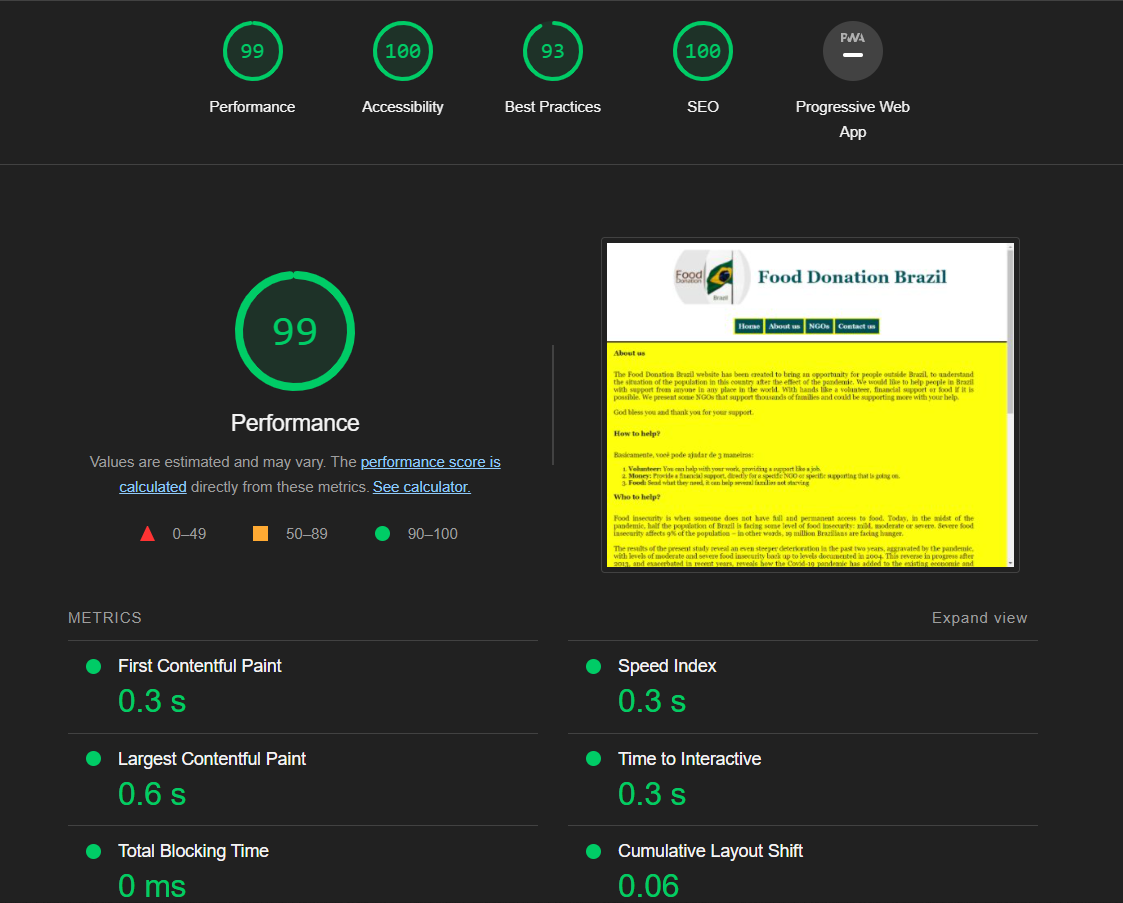 99
100
93
100
PWA
Performance
Accessibility
Best Practices
SEO
Progressive Web
App
99
Performance
Values are estimated and may vary. The performance score is
calculated directly from these metrics. See calculator.
0–49
50–89
90–100
Food
Donation
Brazil
Food Donation Brazil
Home
About us
NGOs
Contact us
About us
The Food Donation Brazil website has been created to bring an opportunity for people outside Brazil, to understand
the situation of the population in this country after the effect of the pandemic. We would like to help people in Brazil
with support from anyone in any place in the world. With hands like a volunteer, financial support or food if it is
possible. We present some NGOs that support thousands of families and could be supporting more with your help.
God bless you and thank you for your support.
How to help?
Basicamente, você pode ajudar de 3 maneiras:
1. Volunteer: You can help with your work, providing a support like a job.
2. Money: Provide a financial support, directly for a specific NGO or specific supporting that is going on.
3. Food: Send what they need, it can help several families not starving
Who to help?
Food insecurity is when someone does not have full and permanent access to food. Today, in the midst of the
pandemic, half the population of Brazil is facing some level of food insecurity: mild, moderate or severe. Severe food
insecurity affects 9% of the population – in other words, 19 million Brazilians are facing hunger.
The results of the present study reveal an even steeper deterioration in the past two years, aggravated by the pandemic,
with levels of moderate and severe food insecurity back up to levels documented in 2004. This reverse in progress after
2013, and exacerbated in recent years, reveals how the Covid-19 pandemic has added to the existing economic and
METRICS
Expand view
First Contentful Paint
0.3 s
Speed Index
0.3 s
Largest Contentful Paint
0.6 s
Time to Interactive
0.3 s
Total Blocking Time
0 ms
Cumulative Layout Shift
0.06